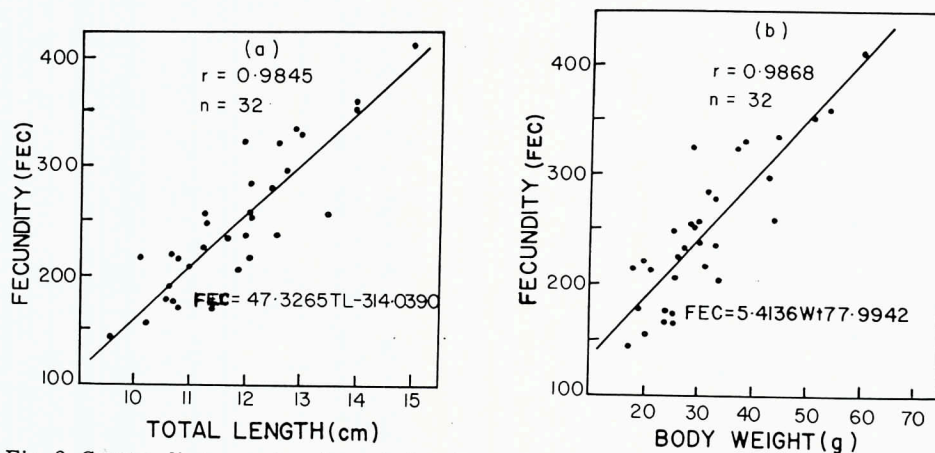 (a)
r = 0·9845
n = 32
FEC= 47·3265TL-314·0390
FECUNDITY (FEC)
400
300
200
100
10 11 12 13 14 15
TOTAL LENGTH (cm)
(b)
r = 0·9868
n = 32
FEC=5·4136Wt77·9942
FECUNDITY (FEC)
400
300
200
100
20 30 40 50 60 70
BODY WEIGHT (g)